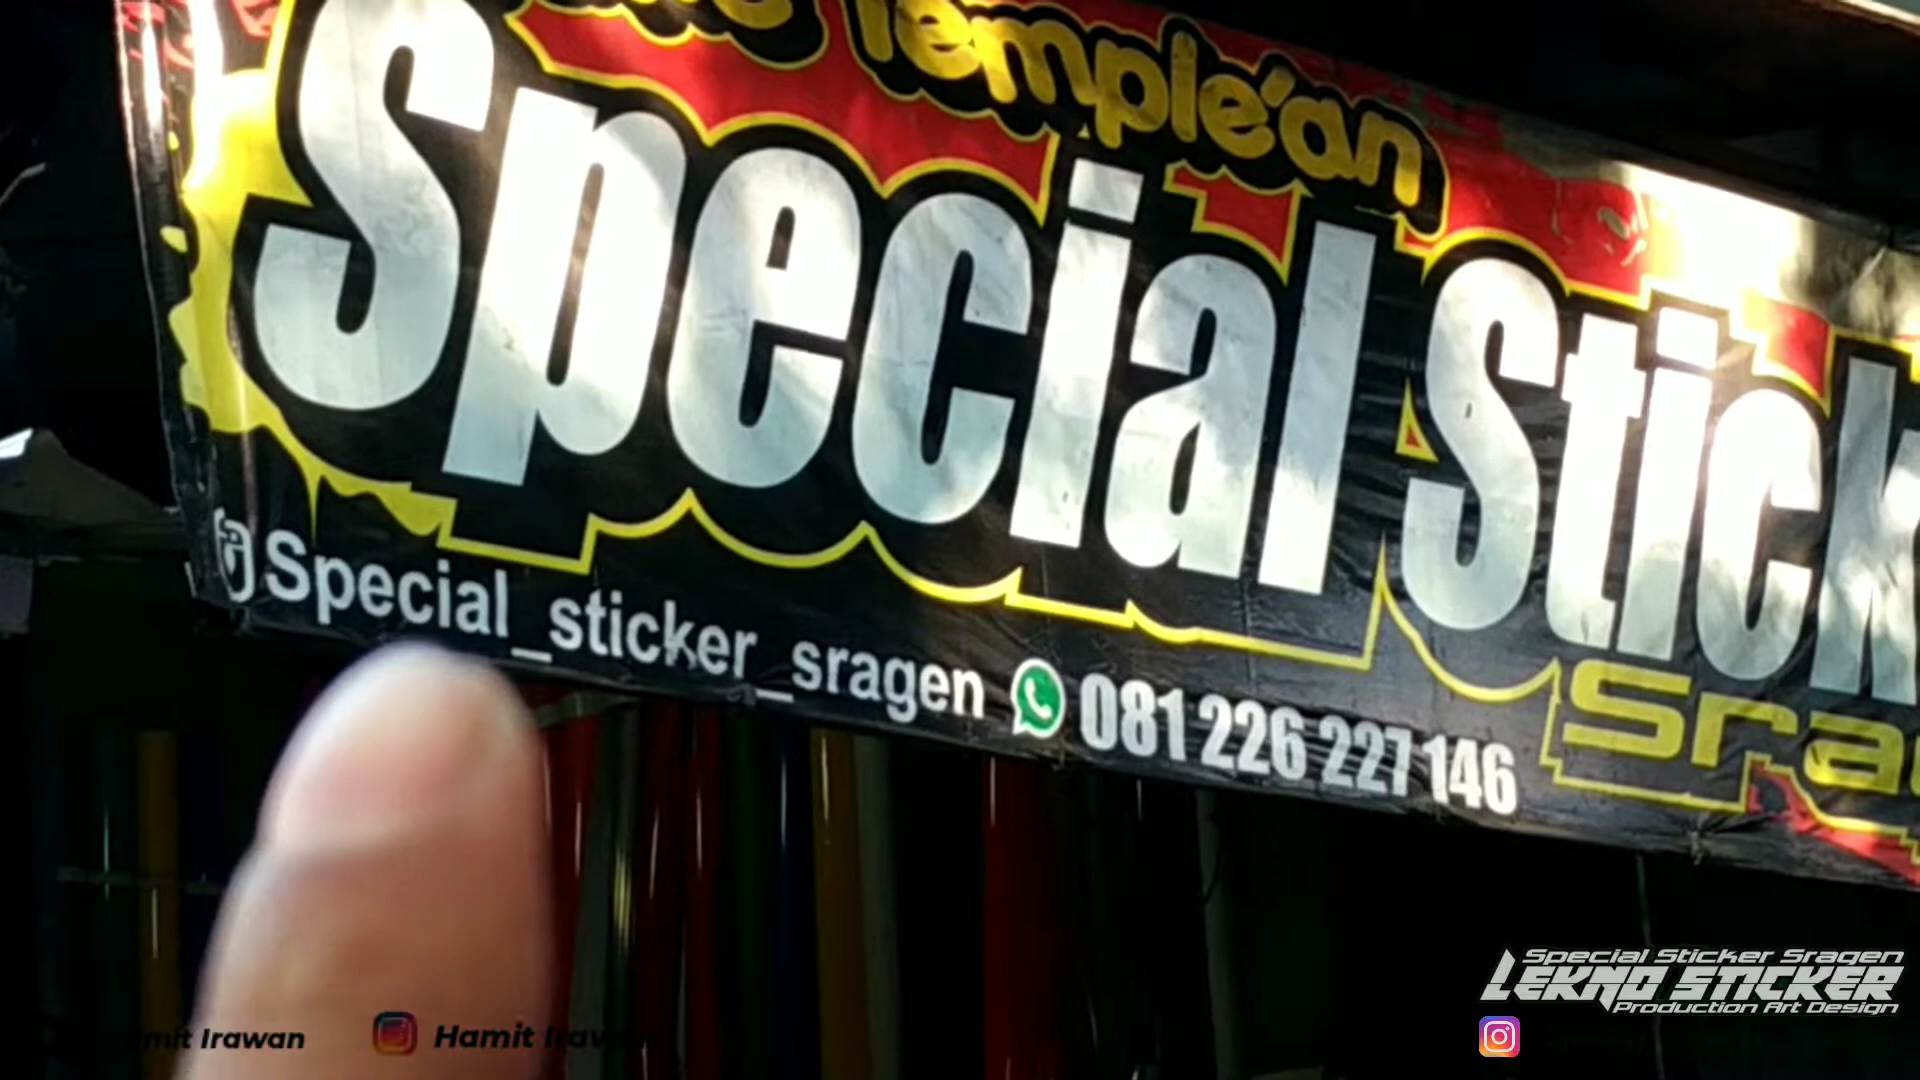 Temple'an
Special Stick
Sra
Special_sticker_sragen 081 226 227 146
Special Sticker Sragen
LEKNO STICKER
Production Art Design
Irawan Hamit